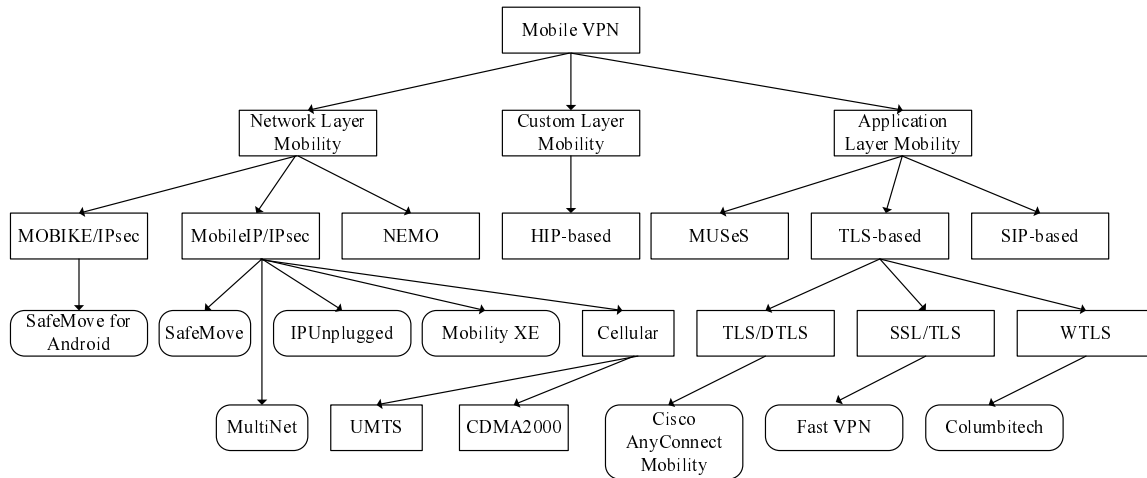 Mobile VPN
Network Layer
Mobility
Custom Layer
Mobility
Application
Layer Mobility
MOBIKE/IPsec
MobileIP/IPsec
NEMO
HIP-based
MUSeS
TLS-based
SIP-based
SafeMove for
Android
SafeMove
IPUnplugged
Mobility XE
Cellular
TLS/DTLS
SSL/TLS
WTLS
MultiNet
UMTS
CDMA2000
Cisco
AnyConnect
Mobility
Fast VPN
Columbitech